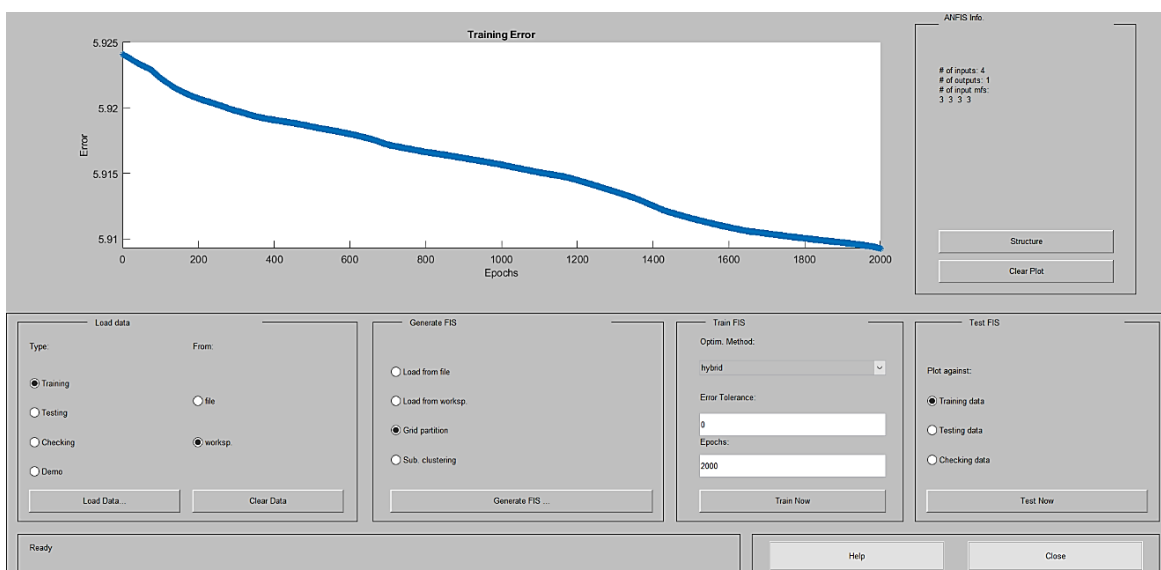 Training Error
5.925
5.92
5.915
5.91
Error
0 200 400 600 800 1000 1200 1400 1600 1800 2000
Epochs
ANFIS Info.
# of inputs: 4
# of outputs: 1
# of input mfs:
3 3 3 3
Structure
Clear Plot
Load data
Type:
From:
Training
Testing
Checking
Demo
file
worksp.
Load Data...
Clear Data
Generate FIS
Load from file
Load from worksp.
Grid partition
Sub. clustering
Generate FIS ...
Train FIS
Optim. Method:
hybrid
Error Tolerance:
0
Epochs:
2000
Train Now
Test FIS
Plot against:
Training data
Testing data
Checking data
Test Now
Ready
Help
Close